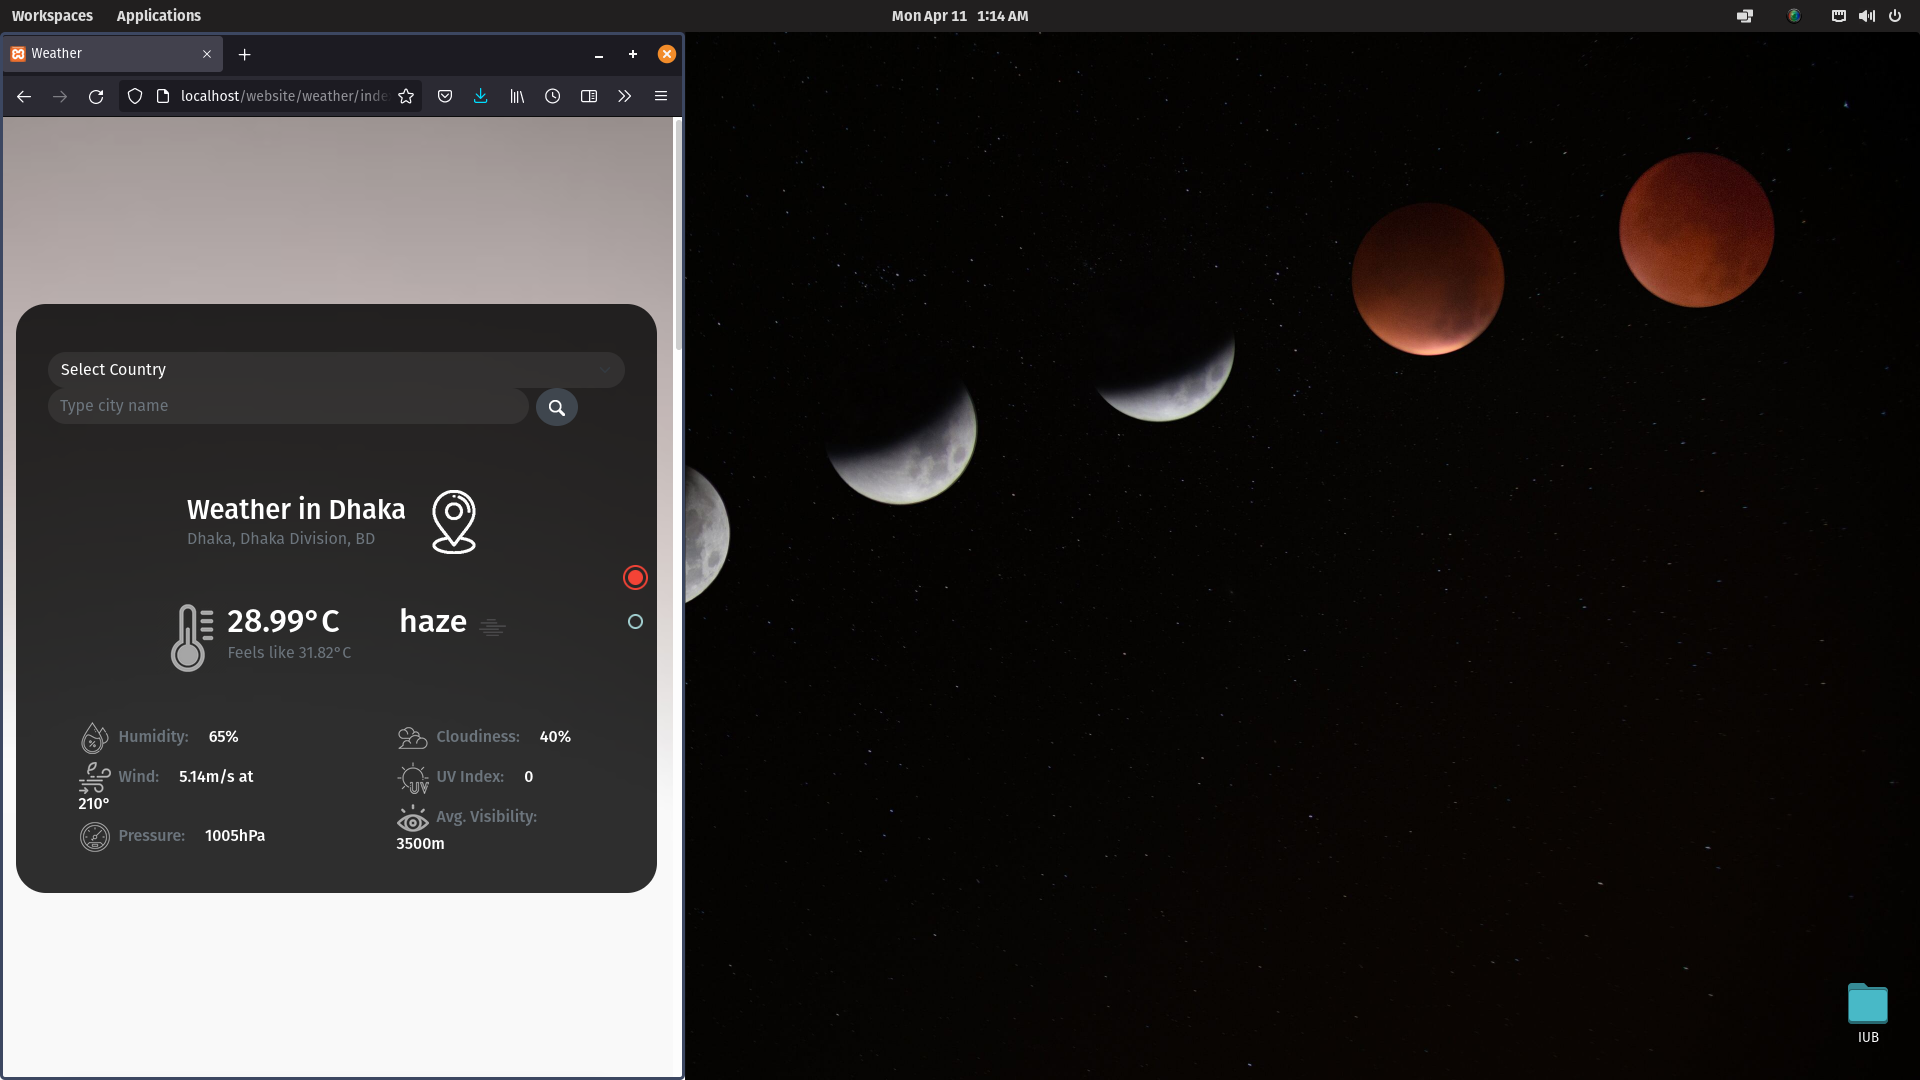 Workspaces Applications Mon Apr 11 1:14 AM
Weather
localhost/website/weather/inde
Select Country
Type city name
Weather in Dhaka
Dhaka, Dhaka Division, BD
28.99°C haze
Feels like 31.82°C
Humidity: 65% Cloudiness: 40%
Wind: 5.14m/s at UV Index: 0
UV
210°
Avg. Visibility:
Pressure: 1005hPa
3500m
IUB